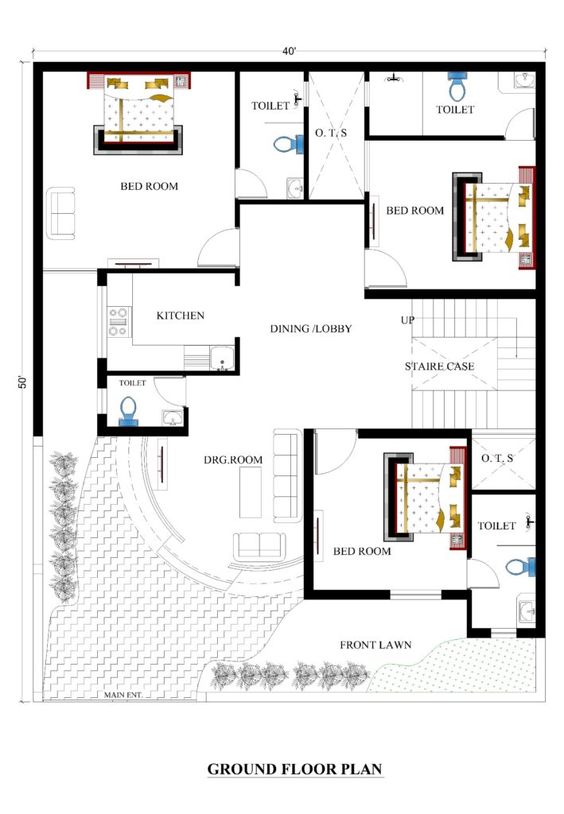 40'
TOILET
O. T. S
TOILET
BED ROOM
BED ROOM
50'
KITCHEN
DINING /LOBBY
UP
STAIRE CASE
TOILET
DRG.ROOM
O. T. S
TOILET
BED ROOM
FRONT LAWN
MAIN ENT.
GROUND FLOOR PLAN